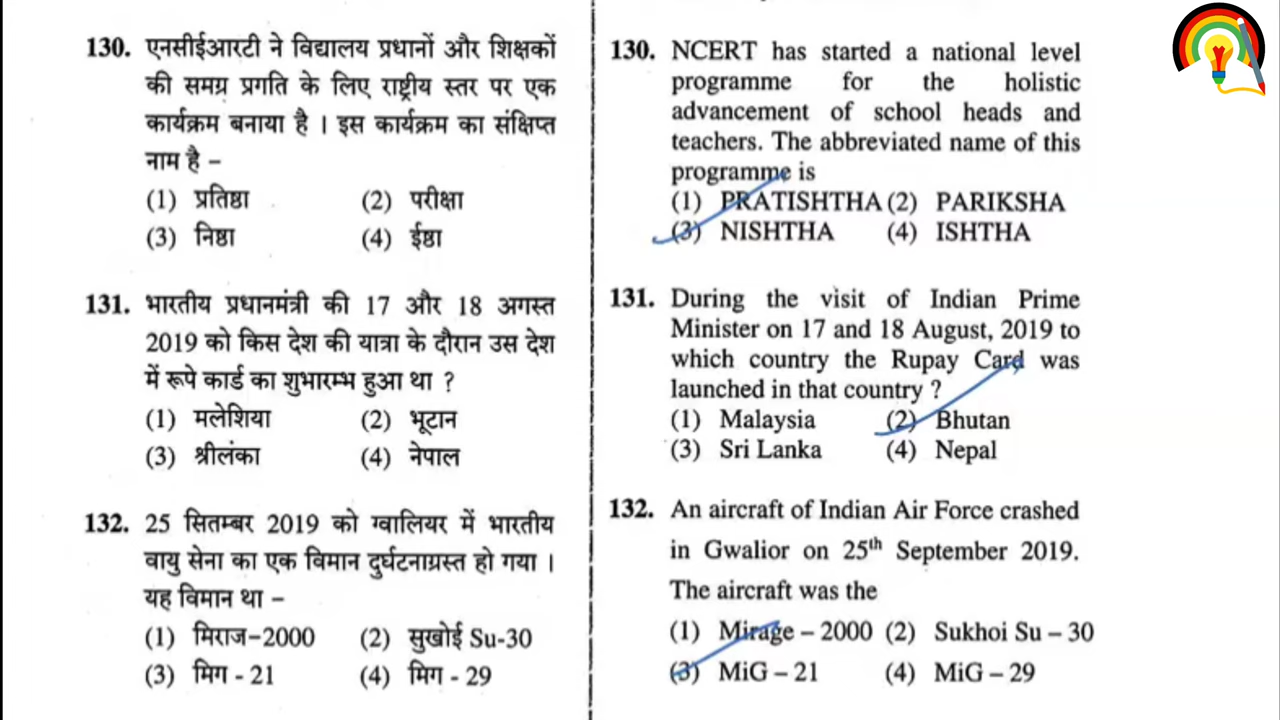 130. एनसीईआरटी ने विद्यालय प्रधानों और शिक्षकों
की समग्र प्रगति के लिए राष्ट्रीय स्तर पर एक
कार्यक्रम बनाया है । इस कार्यक्रम का संक्षिप्त
नाम है –
(1) प्रतिष्ठा (2) परीक्षा
(3) निष्ठा (4) ईष्ठा
131. भारतीय प्रधानमंत्री की 17 और 18 अगस्त
2019 को किस देश की यात्रा के दौरान उस देश
में रूपे कार्ड का शुभारम्भ हुआ था ?
(1) मलेशिया (2) भूटान
(3) श्रीलंका (4) नेपाल
132. 25 सितम्बर 2019 को ग्वालियर में भारतीय
वायु सेना का एक विमान दुर्घटनाग्रस्त हो गया ।
यह विमान था –
(1) मिराज-2000 (2) सुखोई Su-30
(3) मिग - 21 (4) मिग - 29
130. NCERT has started a national level
programme for the holistic
advancement of school heads and
teachers. The abbreviated name of this
programme is
(1) PRATISHTHA (2) PARIKSHA
(3) NISHTHA (4) ISHTHA
131. During the visit of Indian Prime
Minister on 17 and 18 August, 2019 to
which country the Rupay Card was
launched in that country ?
(1) Malaysia (2) Bhutan
(3) Sri Lanka (4) Nepal
132. An aircraft of Indian Air Force crashed
in Gwalior on 25th September 2019.
The aircraft was the
(1) Mirage – 2000 (2) Sukhoi Su – 30
(3) MiG – 21 (4) MiG – 29